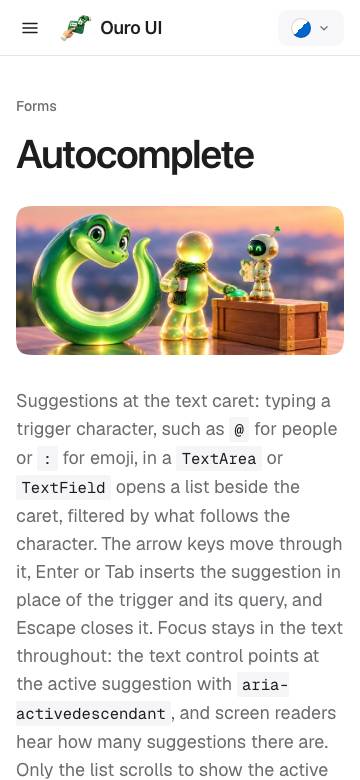 Ouro UI
Forms
Autocomplete
Suggestions at the text caret: typing a
trigger character, such as @ for people
or : for emoji, in a TextArea or
TextField opens a list beside the
caret, filtered by what follows the
character. The arrow keys move through
it, Enter or Tab inserts the suggestion in
place of the trigger and its query, and
Escape closes it. Focus stays in the text
throughout: the text control points at
the active suggestion with aria-
activedescendant, and screen readers
hear how many suggestions there are.
Only the list scrolls to show the active